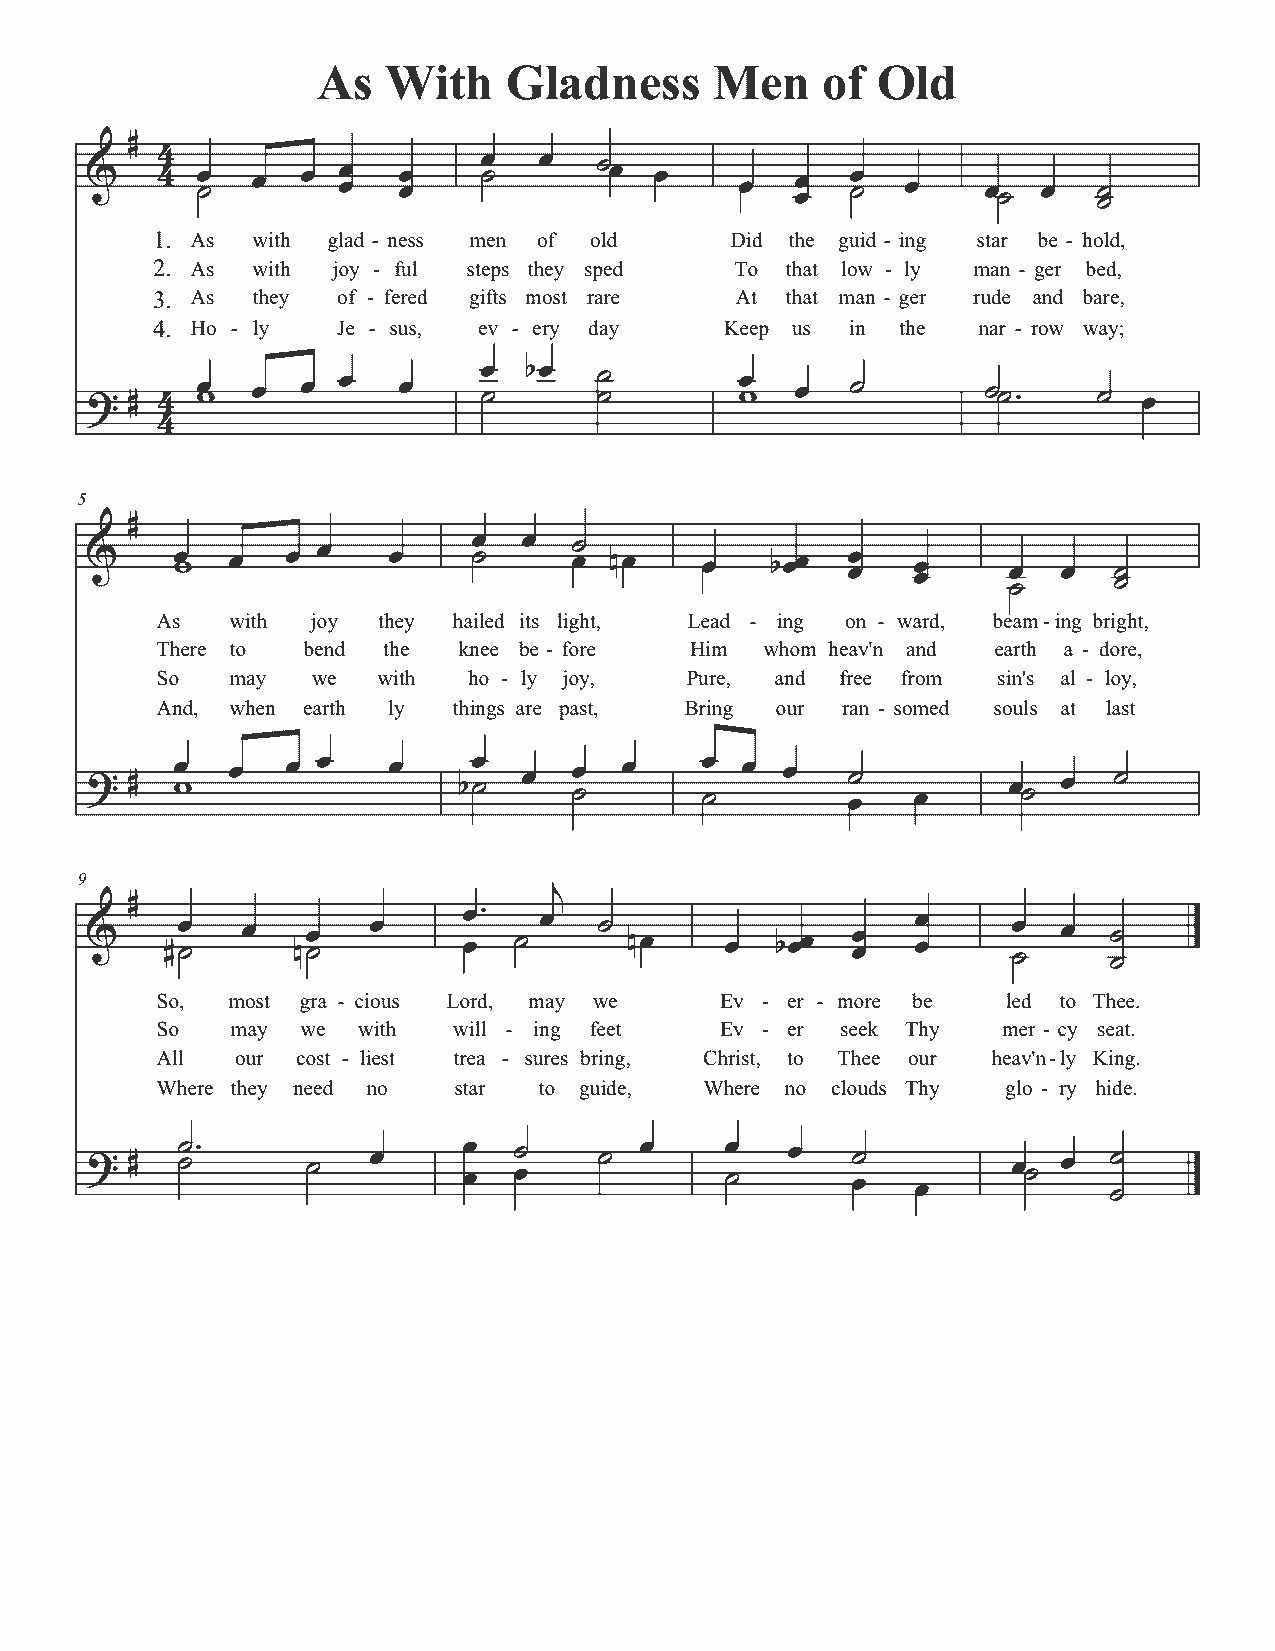 As With Gladness Men of Old
1. As with glad - ness men of old Did the guid - ing star be - hold,
2. As with joy - ful steps they sped To that low - ly man - ger bed,
3. As they of - fered gifts most rare At that man - ger rude and bare,
4. Ho - ly Je - sus, ev - ery day Keep us in the nar - row way;
5
As with joy they hailed its light, Lead - ing on - ward, beam - ing bright,
There to bend the knee be - fore Him whom heav'n and earth a - dore,
So may we with ho - ly joy, Pure, and free from sin's al - loy,
And, when earth ly things are past, Bring our ran - somed souls at last
9
So, most gra - cious Lord, may we Ev - er - more be led to Thee.
So may we with will - ing feet Ev - er seek Thy mer - cy seat.
All our cost - liest trea - sures bring, Christ, to Thee our heav'n - ly King.
Where they need no star to guide, Where no clouds Thy glo - ry hide.